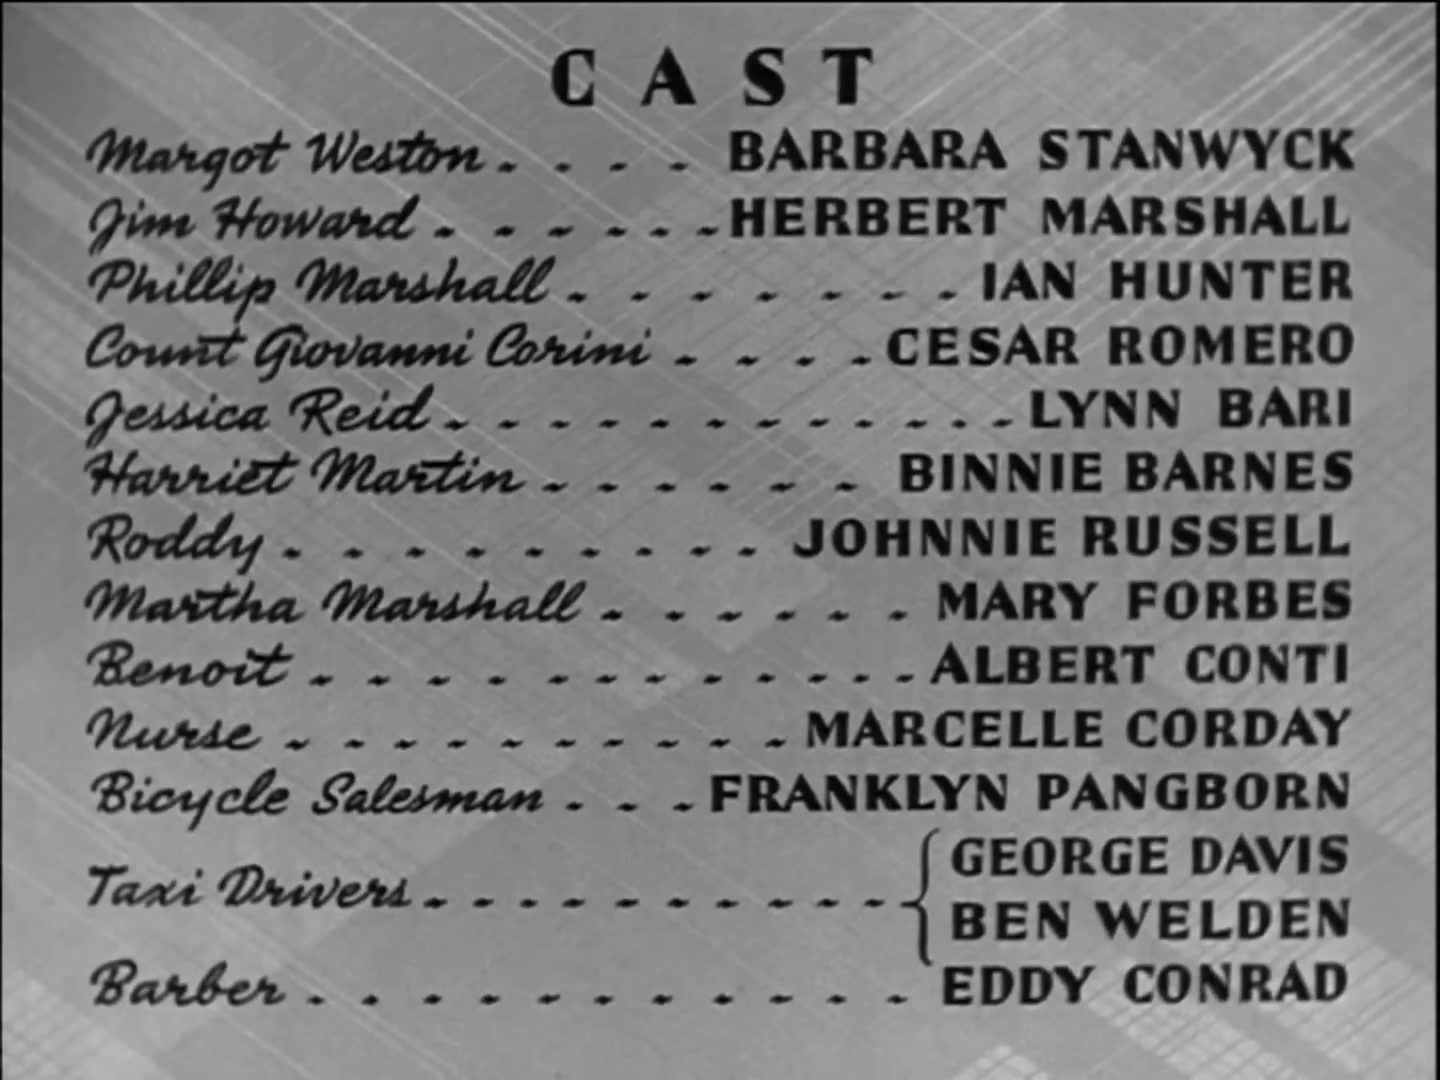 CAST
Margot Weston . . . . BARBARA STANWYCK
Jim Howard . . . . . . HERBERT MARSHALL
Phillip Marshall . . . . . . . IAN HUNTER
Count Giovanni Corini . . . . CESAR ROMERO
Jessica Reid . . . . . . . . . . . LYNN BARI
Harriet Martin . . . . . . BINNIE BARNES
Roddy . . . . . . . . . JOHNNIE RUSSELL
Martha Marshall . . . . . . MARY FORBES
Benoit . . . . . . . . . . . . ALBERT CONTI
Nurse . . . . . . . . . . MARCELLE CORDAY
Bicycle Salesman . . . FRANKLYN PANGBORN
Taxi Drivers . . . . . . . . . . { GEORGE DAVIS
BEN WELDEN
Barber . . . . . . . . . . . EDDY CONRAD